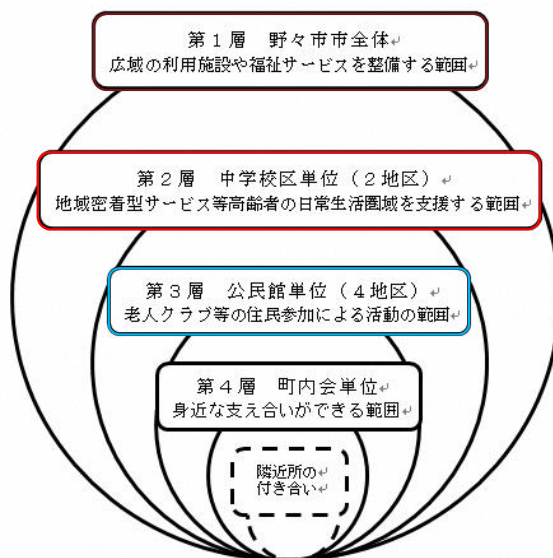 第１層　野々市市全体↵
広域の利用施設や福祉サービスを整備する範囲↵
第２層　中学校区単位（２地区）↵
地域密着型サービス等高齢者の日常生活圏域を支援する範囲↵
第３層　公民館単位（４地区）↵
老人クラブ等の住民参加による活動の範囲↵
第４層　町内会単位↵
身近な支え合いができる範囲↵
隣近所の↵
付き合い↵